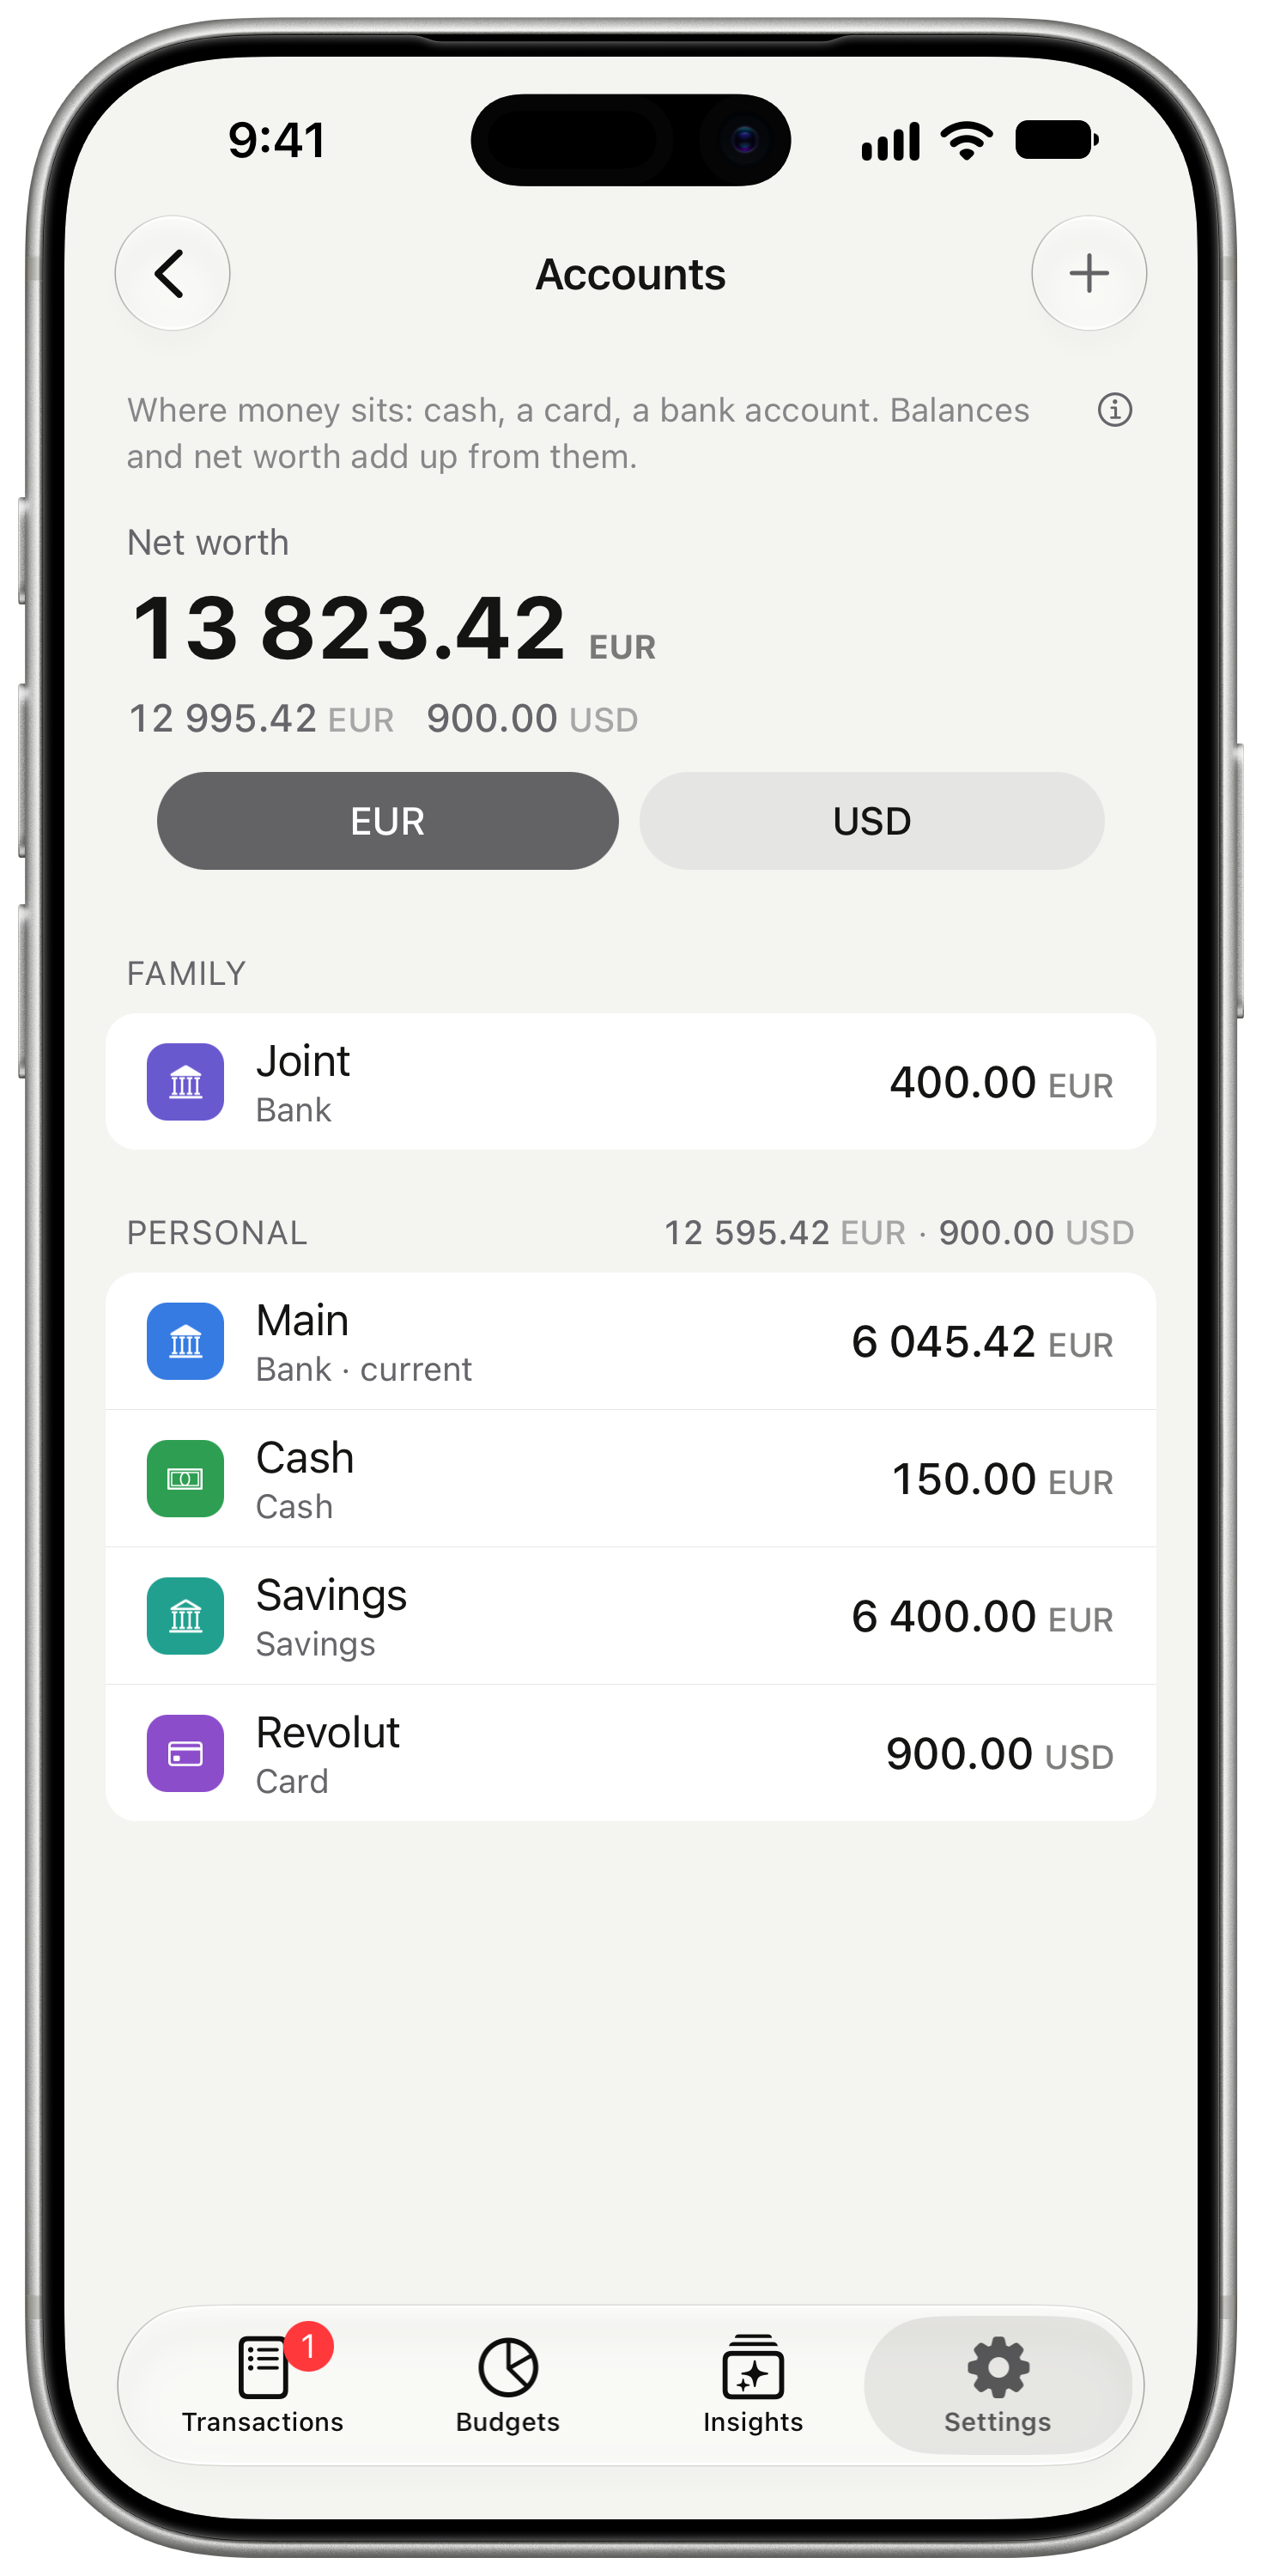 9:41
Accounts
Where money sits: cash, a card, a bank account. Balances
and net worth add up from them.
Net worth
13 823.42 EUR
12 995.42 EUR 900.00 USD
EUR
USD
FAMILY
Joint
Bank
400.00 EUR
PERSONAL
12 595.42 EUR · 900.00 USD
Main
Bank · current
6 045.42 EUR
Cash
Cash
150.00 EUR
Savings
Savings
6 400.00 EUR
Revolut
Card
900.00 USD
1
Transactions
Budgets
Insights
Settings